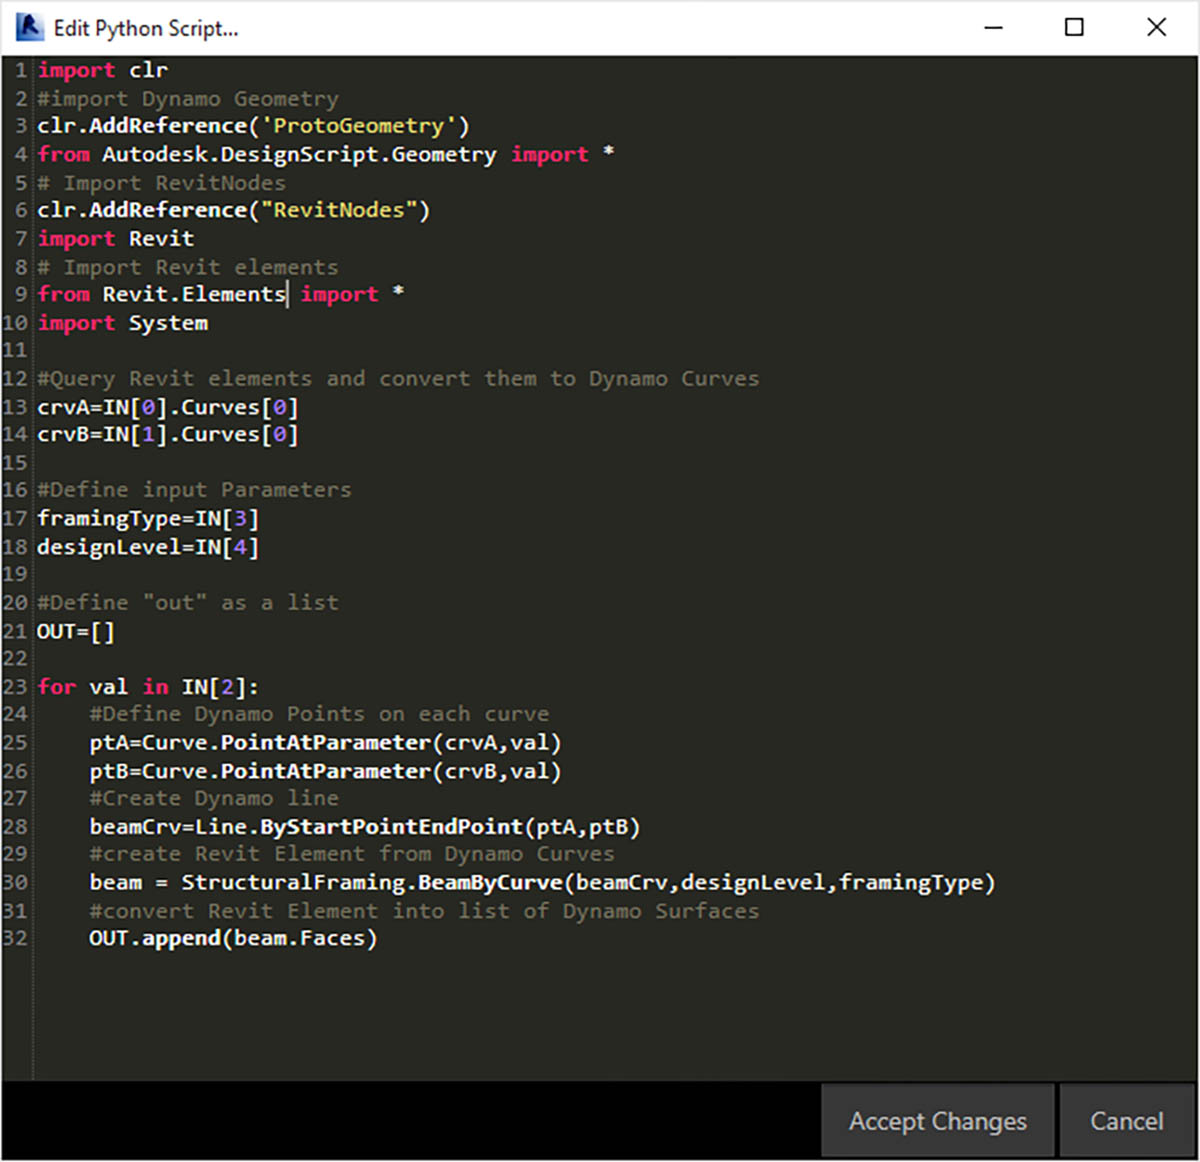 Edit Python Script...
1 import clr
2 #import Dynamo Geometry
3 clr.AddReference('ProtoGeometry')
4 from Autodesk.DesignScript.Geometry import *
5 # Import RevitNodes
6 clr.AddReference("RevitNodes")
7 import Revit
8 # Import Revit elements
9 from Revit.Elements import *
10 import System
11
12 #Query Revit elements and convert them to Dynamo Curves
13 crvA=IN[0].Curves[0]
14 crvB=IN[1].Curves[0]
15
16 #Define input Parameters
17 framingType=IN[3]
18 designLevel=IN[4]
19
20 #Define "out" as a list
21 OUT=[]
22
23 for val in IN[2]:
24     #Define Dynamo Points on each curve
25     ptA=Curve.PointAtParameter(crvA,val)
26     ptB=Curve.PointAtParameter(crvB,val)
27     #Create Dynamo line
28     beamCrv=Line.ByStartPointEndPoint(ptA,ptB)
29     #create Revit Element from Dynamo Curves
30     beam = StructuralFraming.BeamByCurve(beamCrv,designLevel,framingType)
31     #convert Revit Element into list of Dynamo Surfaces
32     OUT.append(beam.Faces)
Accept Changes
Cancel